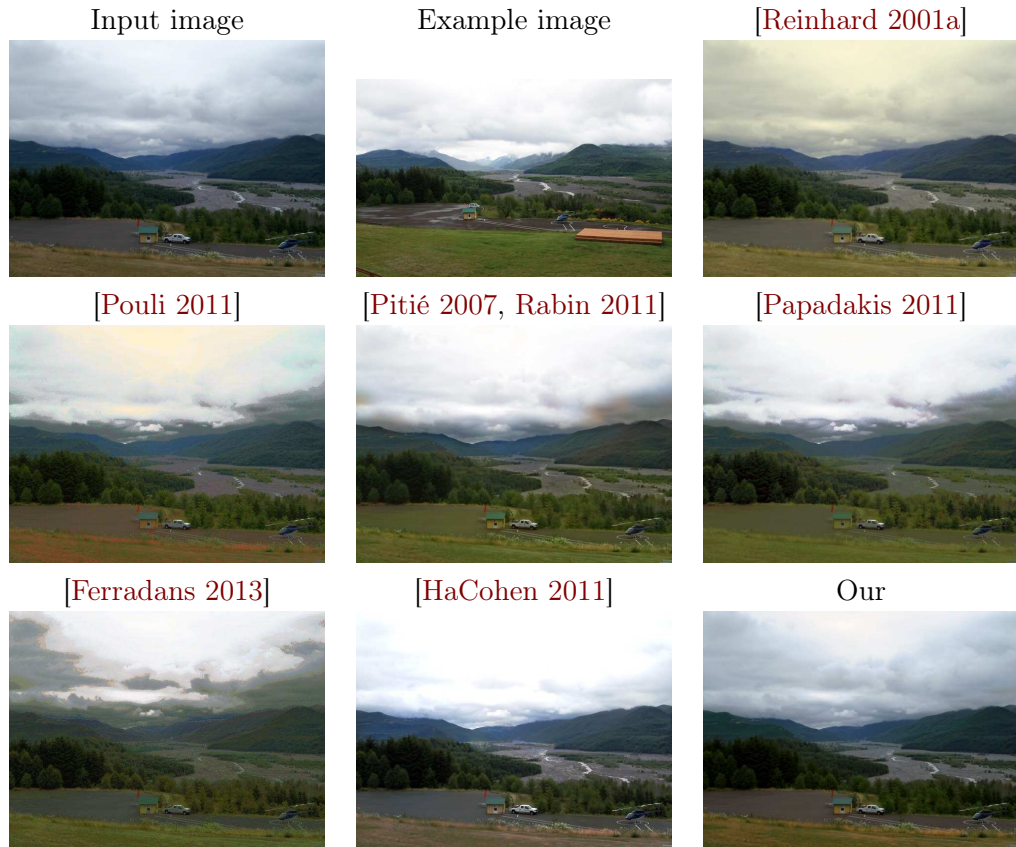 Input image
Example image
[Reinhard 2001a]
[Pouli 2011]
[Pitié 2007, Rabin 2011]
[Papadakis 2011]
[Ferradans 2013]
[HaCohen 2011]
Our